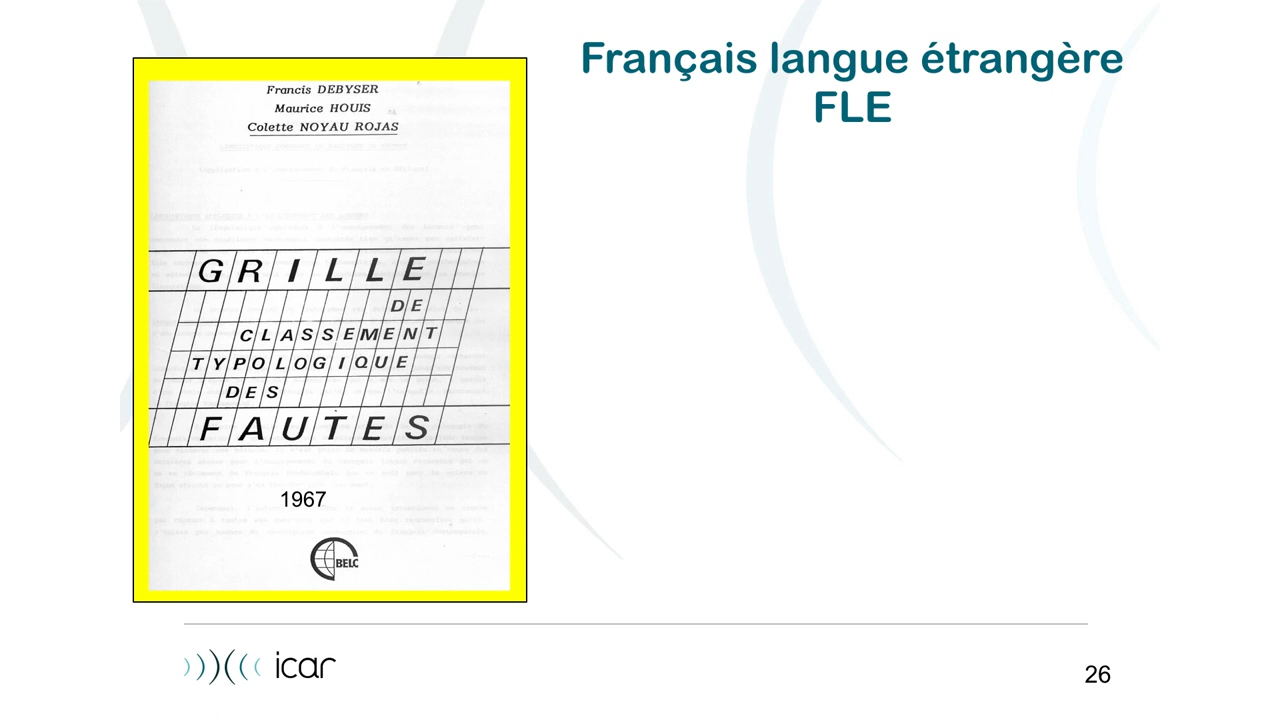 Français langue étrangère
FLE
Francis DEBYSER
Maurice HOUIS
Colette NOYAU ROJAS
GRILLE
DE
CLASSEMENT
TYPOLOGIQUE
DES
FAUTES
1967
BELC
icar
26